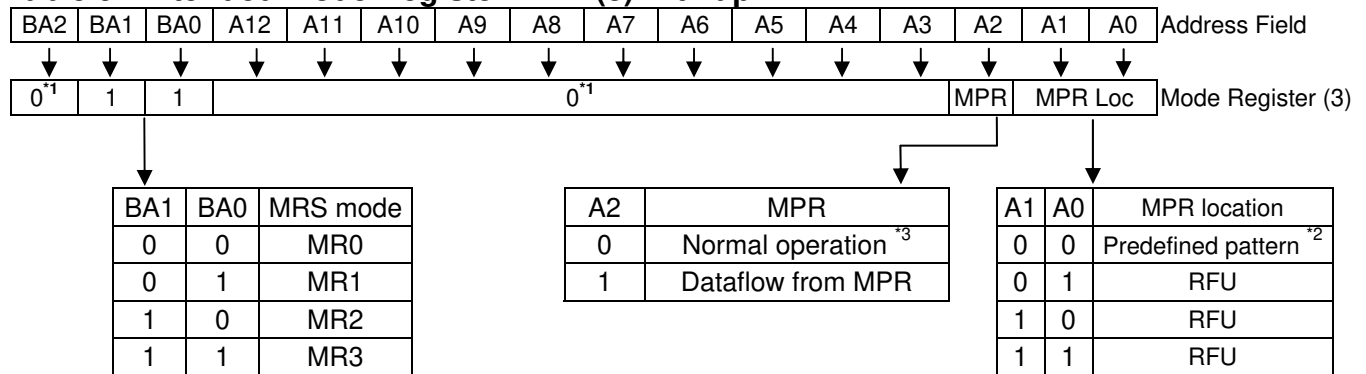 BA2 BA1 BA0 A12 A11 A10 A9 A8 A7 A6 A5 A4 A3 A2 A1 A0 Address Field
0*1 1 1 0*1 MPR MPR Loc Mode Register (3)
BA1 BA0 MRS mode
0 0 MR0
0 1 MR1
1 0 MR2
1 1 MR3
A2 MPR
0 Normal operation *3
1 Dataflow from MPR
A1 A0 MPR location
0 0 Predefined pattern *2
0 1 RFU
1 0 RFU
1 1 RFU